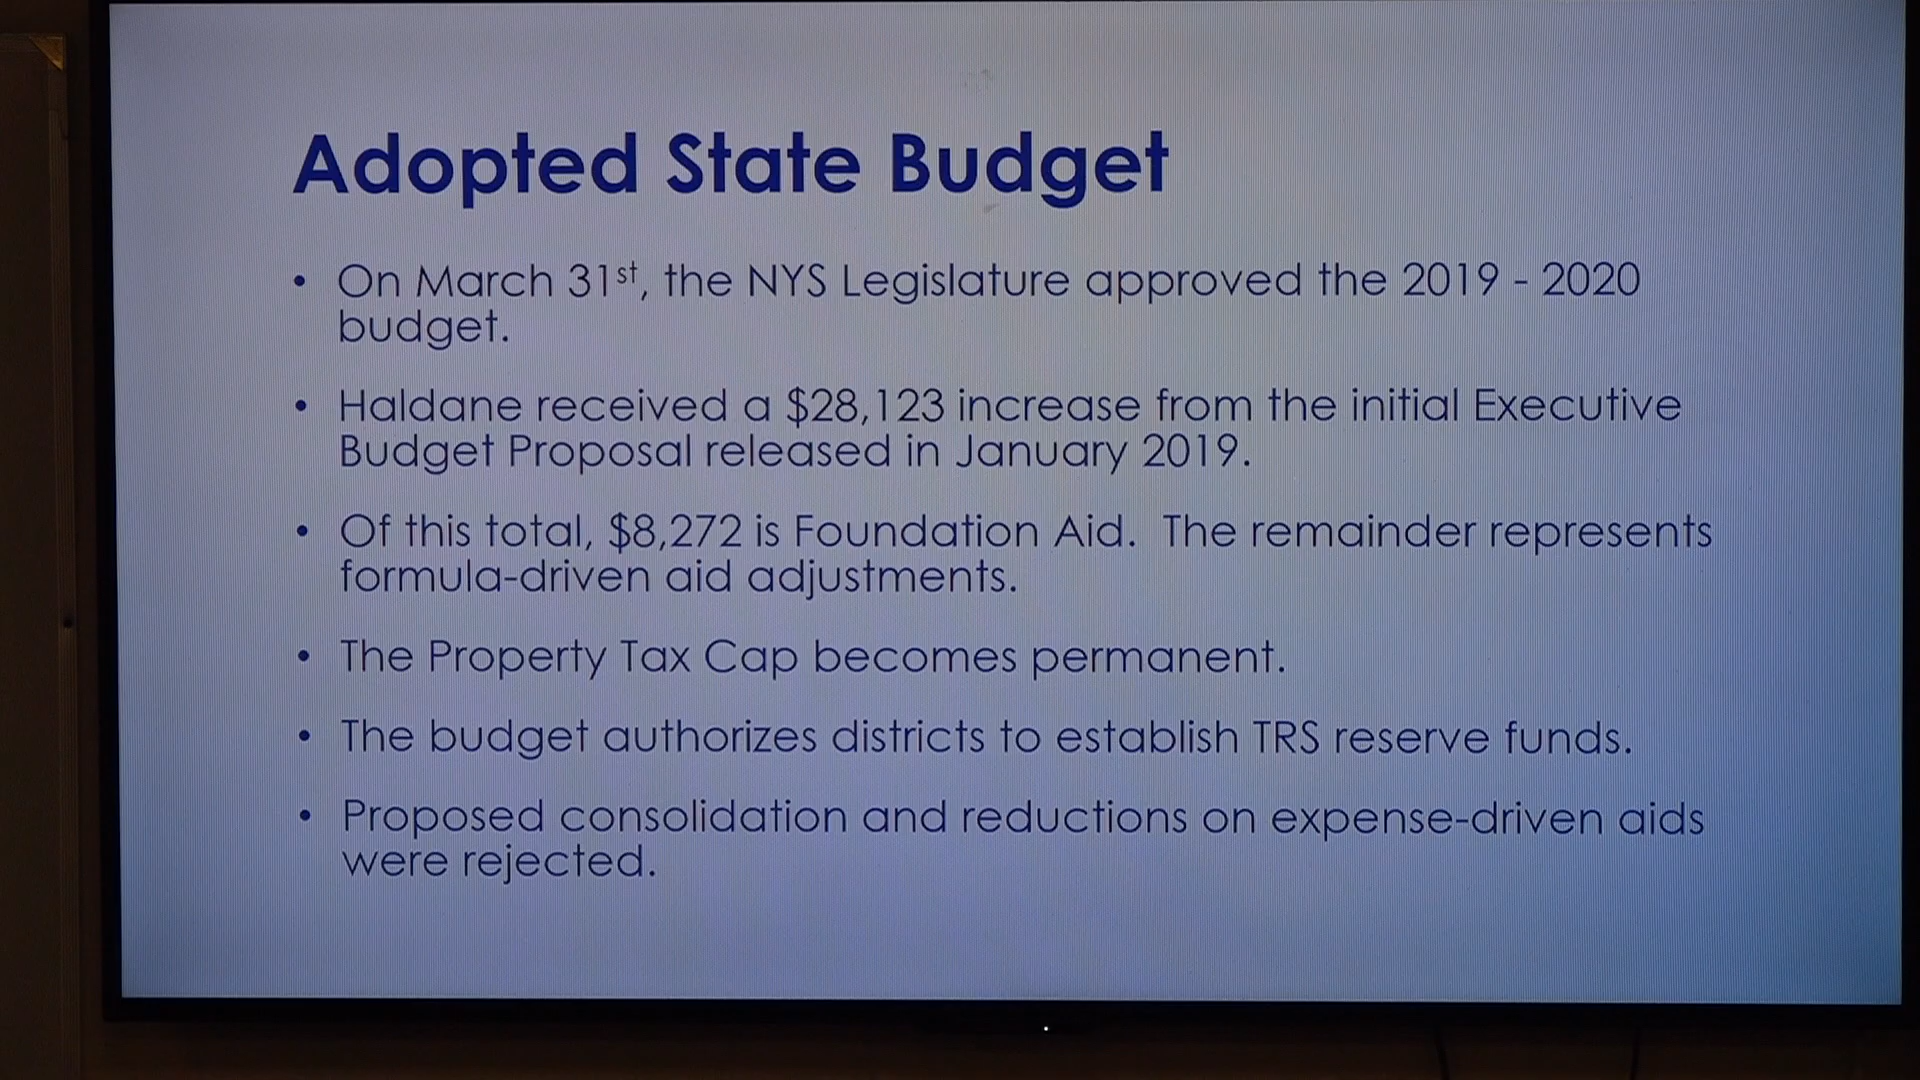 Adopted State Budget
• On March 31st, the NYS Legislature approved the 2019 - 2020
budget.
• Haldane received a $28,123 increase from the initial Executive
Budget Proposal released in January 2019.
• Of this total, $8,272 is Foundation Aid.  The remainder represents
formula-driven aid adjustments.
• The Property Tax Cap becomes permanent.
• The budget authorizes districts to establish TRS reserve funds.
• Proposed consolidation and reductions on expense-driven aids
were rejected.